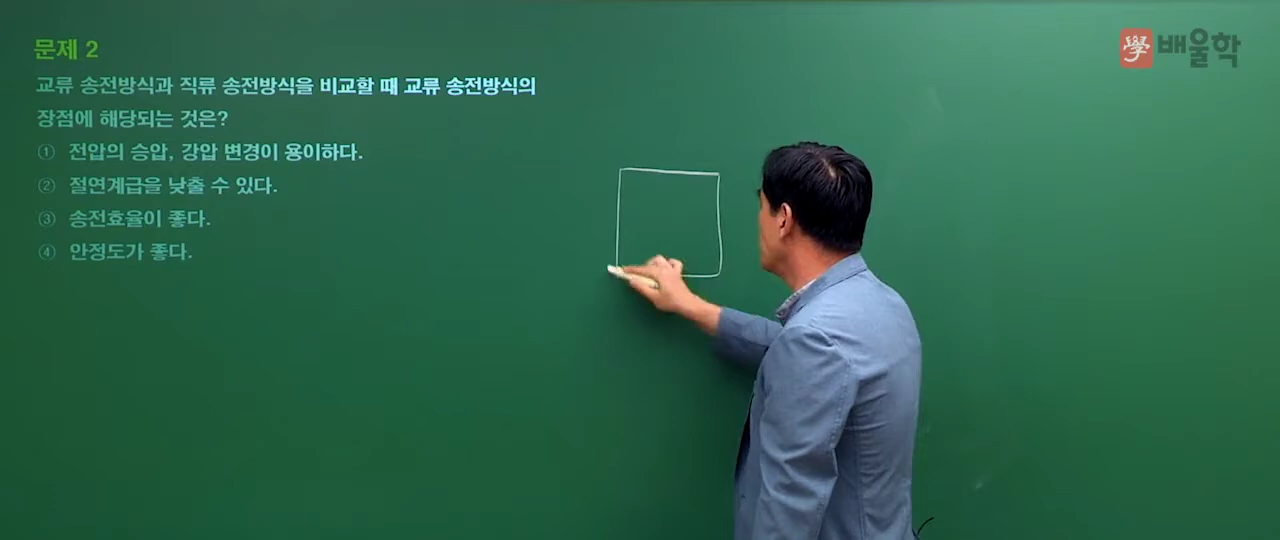 學 배울학
문제 2
교류 송전방식과 직류 송전방식을 비교할 때 교류 송전방식의
장점에 해당되는 것은?
① 전압의 승압, 강압 변경이 용이하다.
② 절연계급을 낮출 수 있다.
③ 송전효율이 좋다.
④ 안정도가 좋다.